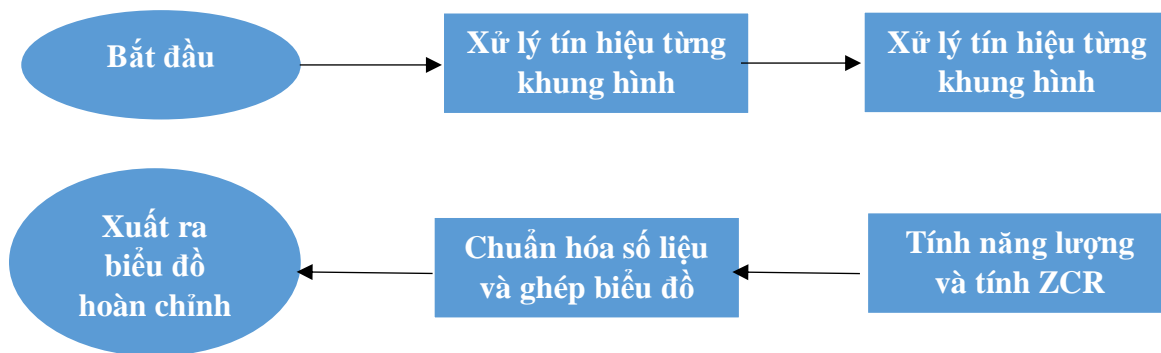 Bắt đầu
Xử lý tín hiệu từng
khung hình
Xử lý tín hiệu từng
khung hình
Xuất ra
biểu đồ
hoàn chỉnh
Chuẩn hóa số liệu
và ghép biểu đồ
Tính năng lượng
và tính ZCR